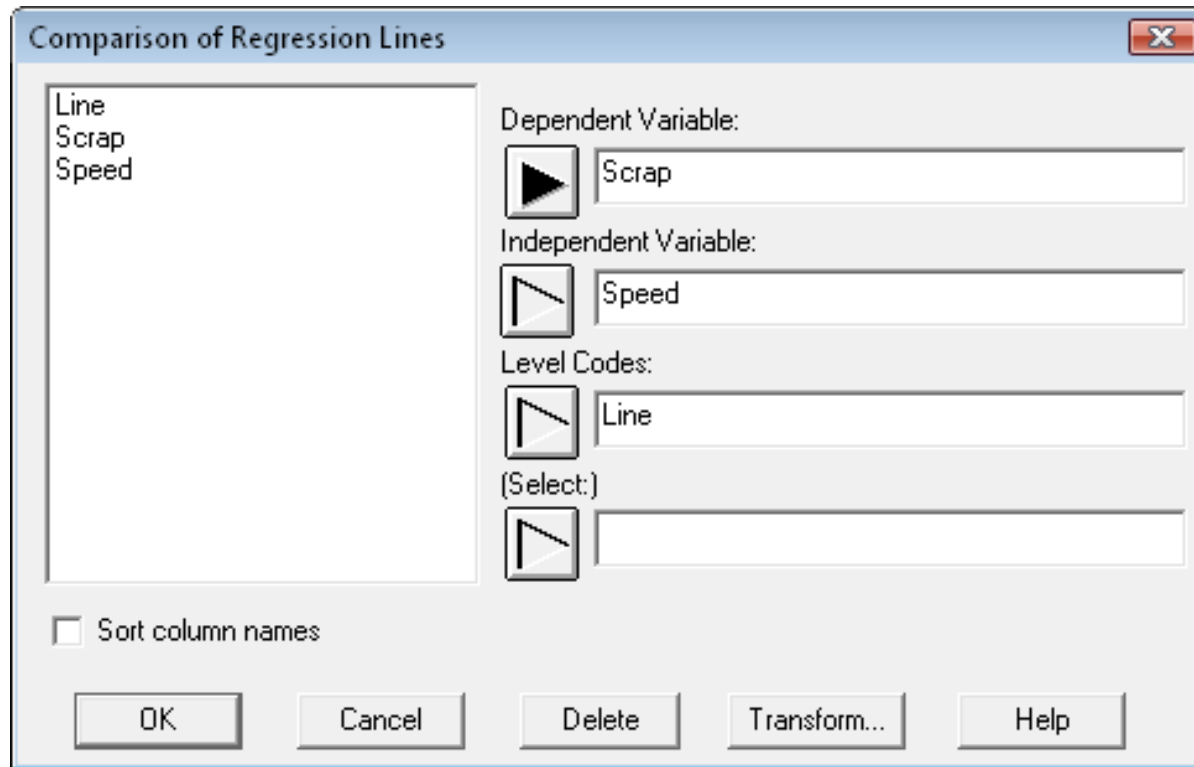 Comparison of Regression Lines
Line
Scrap
Speed
Dependent Variable:
Scrap
Independent Variable:
Speed
Level Codes:
Line
(Select:)
Sort column names
OK
Cancel
Delete
Transform...
Help